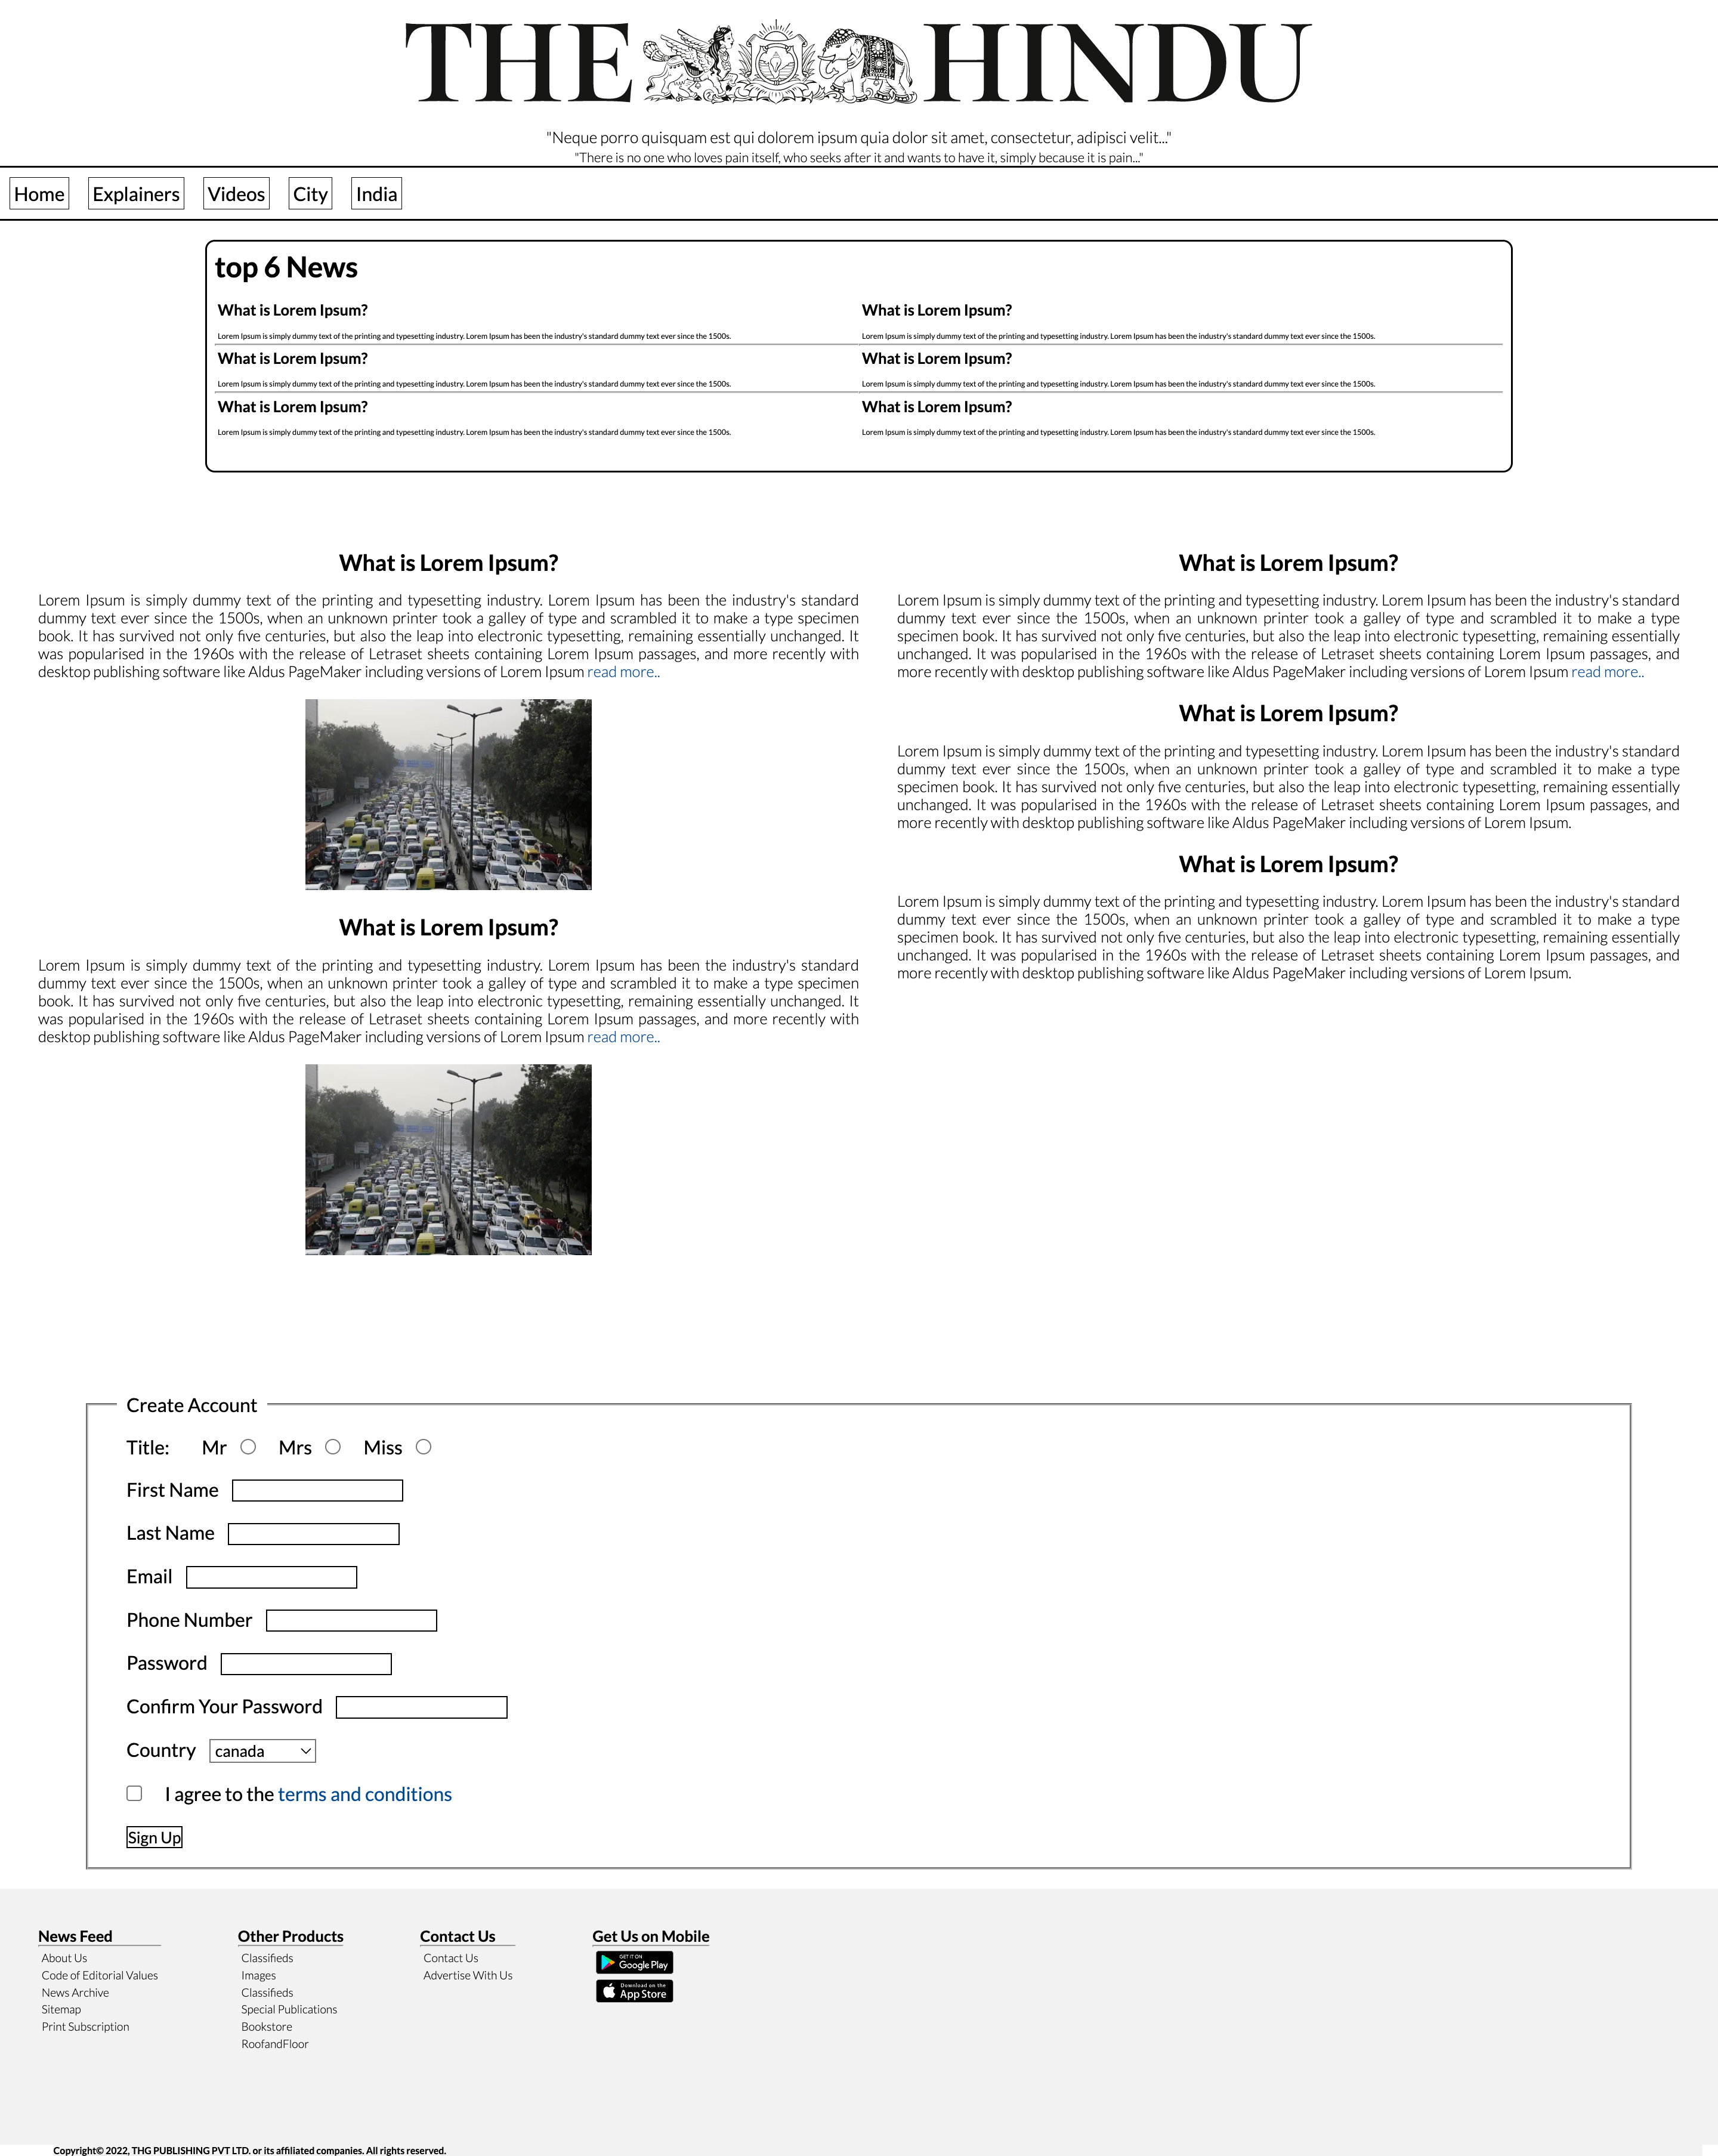 THE HINDU
"Neque porro quisquam est qui dolorem ipsum quia dolor sit amet, consectetur, adipisci velit..."
"There is no one who loves pain itself, who seeks after it and wants to have it, simply because it is pain..."
Home Explainers Videos City India
top 6 News
What is Lorem Ipsum? What is Lorem Ipsum?
Lorem Ipsum is simply dummy text of the printing and typesetting industry. Lorem Ipsum has been the industry's standard dummy text ever since the 1500s. Lorem Ipsum is simply dummy text of the printing and typesetting industry. Lorem Ipsum has been the industry's standard dummy text ever since the 1500s.
What is Lorem Ipsum? What is Lorem Ipsum?
Lorem Ipsum is simply dummy text of the printing and typesetting industry. Lorem Ipsum has been the industry's standard dummy text ever since the 1500s. Lorem Ipsum is simply dummy text of the printing and typesetting industry. Lorem Ipsum has been the industry's standard dummy text ever since the 1500s.
What is Lorem Ipsum? What is Lorem Ipsum?
Lorem Ipsum is simply dummy text of the printing and typesetting industry. Lorem Ipsum has been the industry's standard dummy text ever since the 1500s. Lorem Ipsum is simply dummy text of the printing and typesetting industry. Lorem Ipsum has been the industry's standard dummy text ever since the 1500s.
What is Lorem Ipsum?
Lorem Ipsum is simply dummy text of the printing and typesetting industry. Lorem Ipsum has been the industry's standard
dummy text ever since the 1500s, when an unknown printer took a galley of type and scrambled it to make a type specimen
book. It has survived not only five centuries, but also the leap into electronic typesetting, remaining essentially unchanged. It
was popularised in the 1960s with the release of Letraset sheets containing Lorem Ipsum passages, and more recently with
desktop publishing software like Aldus PageMaker including versions of Lorem Ipsum read more..
What is Lorem Ipsum?
Lorem Ipsum is simply dummy text of the printing and typesetting industry. Lorem Ipsum has been the industry's standard
dummy text ever since the 1500s, when an unknown printer took a galley of type and scrambled it to make a type specimen
book. It has survived not only five centuries, but also the leap into electronic typesetting, remaining essentially unchanged. It
was popularised in the 1960s with the release of Letraset sheets containing Lorem Ipsum passages, and more recently with
desktop publishing software like Aldus PageMaker including versions of Lorem Ipsum read more..
What is Lorem Ipsum?
Lorem Ipsum is simply dummy text of the printing and typesetting industry. Lorem Ipsum has been the industry's standard
dummy text ever since the 1500s, when an unknown printer took a galley of type and scrambled it to make a type
specimen book. It has survived not only five centuries, but also the leap into electronic typesetting, remaining essentially
unchanged. It was popularised in the 1960s with the release of Letraset sheets containing Lorem Ipsum passages, and
more recently with desktop publishing software like Aldus PageMaker including versions of Lorem Ipsum read more..
What is Lorem Ipsum?
Lorem Ipsum is simply dummy text of the printing and typesetting industry. Lorem Ipsum has been the industry's standard
dummy text ever since the 1500s, when an unknown printer took a galley of type and scrambled it to make a type
specimen book. It has survived not only five centuries, but also the leap into electronic typesetting, remaining essentially
unchanged. It was popularised in the 1960s with the release of Letraset sheets containing Lorem Ipsum passages, and
more recently with desktop publishing software like Aldus PageMaker including versions of Lorem Ipsum.
What is Lorem Ipsum?
Lorem Ipsum is simply dummy text of the printing and typesetting industry. Lorem Ipsum has been the industry's standard
dummy text ever since the 1500s, when an unknown printer took a galley of type and scrambled it to make a type
specimen book. It has survived not only five centuries, but also the leap into electronic typesetting, remaining essentially
unchanged. It was popularised in the 1960s with the release of Letraset sheets containing Lorem Ipsum passages, and
more recently with desktop publishing software like Aldus PageMaker including versions of Lorem Ipsum.
Create Account
Title: Mr Mrs Miss
First Name
Last Name
Email
Phone Number
Password
Confirm Your Password
Country canada
I agree to the terms and conditions
Sign Up
News Feed
About Us
Code of Editorial Values
News Archive
Sitemap
Print Subscription
Other Products
Classifieds
Images
Classifieds
Special Publications
Bookstore
RoofandFloor
Contact Us
Contact Us
Advertise With Us
Get Us on Mobile
GET IT ON
Google Play
Download on the
App Store
Copyright© 2022, THG PUBLISHING PVT LTD. or its affiliated companies. All rights reserved.